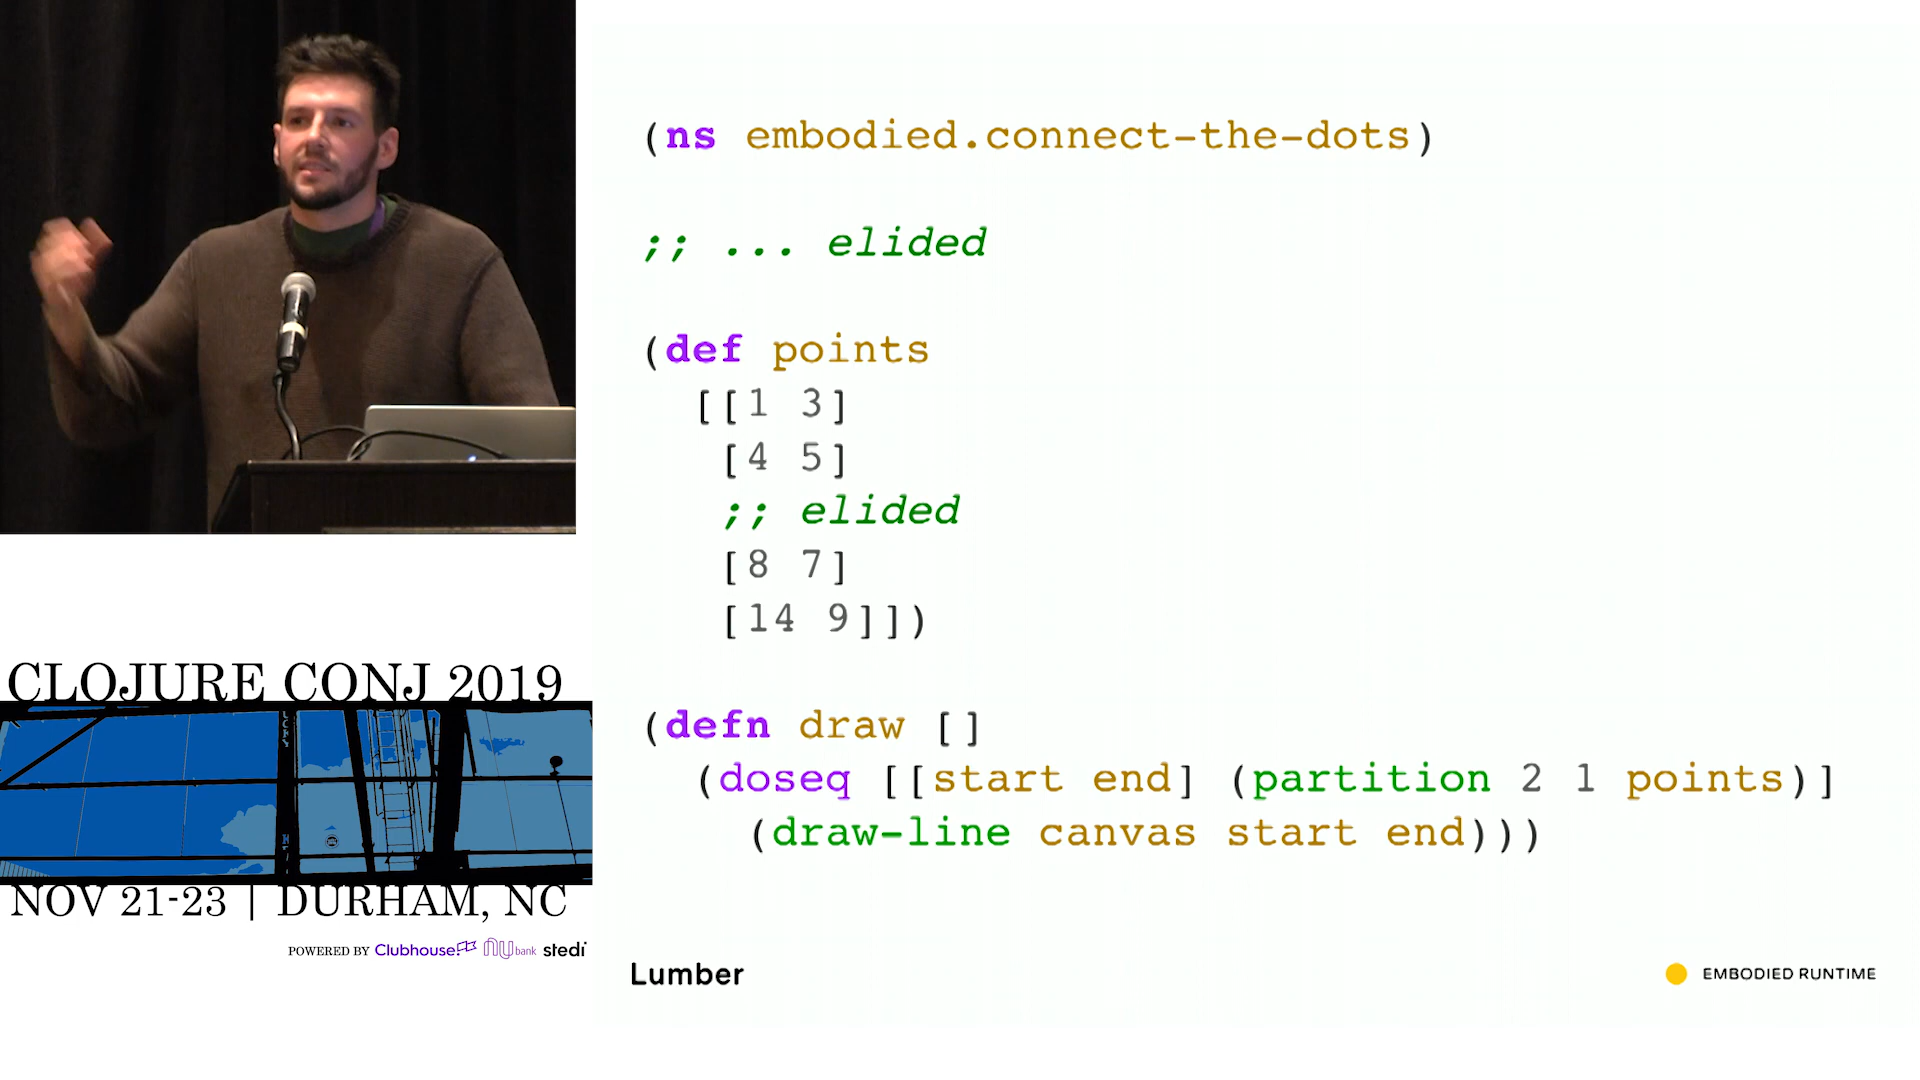 (ns embodied.connect-the-dots)
;; ... elided
(def points
[[1 3]
[4 5]
;; elided
[8 7]
[14 9]])
(defn draw []
(doseq [[start end] (partition 2 1 points)]
(draw-line canvas start end)))
Lumber
EMBODIED RUNTIME
CLOJURE CONJ 2019
NOV 21-23 | DURHAM, NC
POWERED BY Clubhouse nu bank stedi